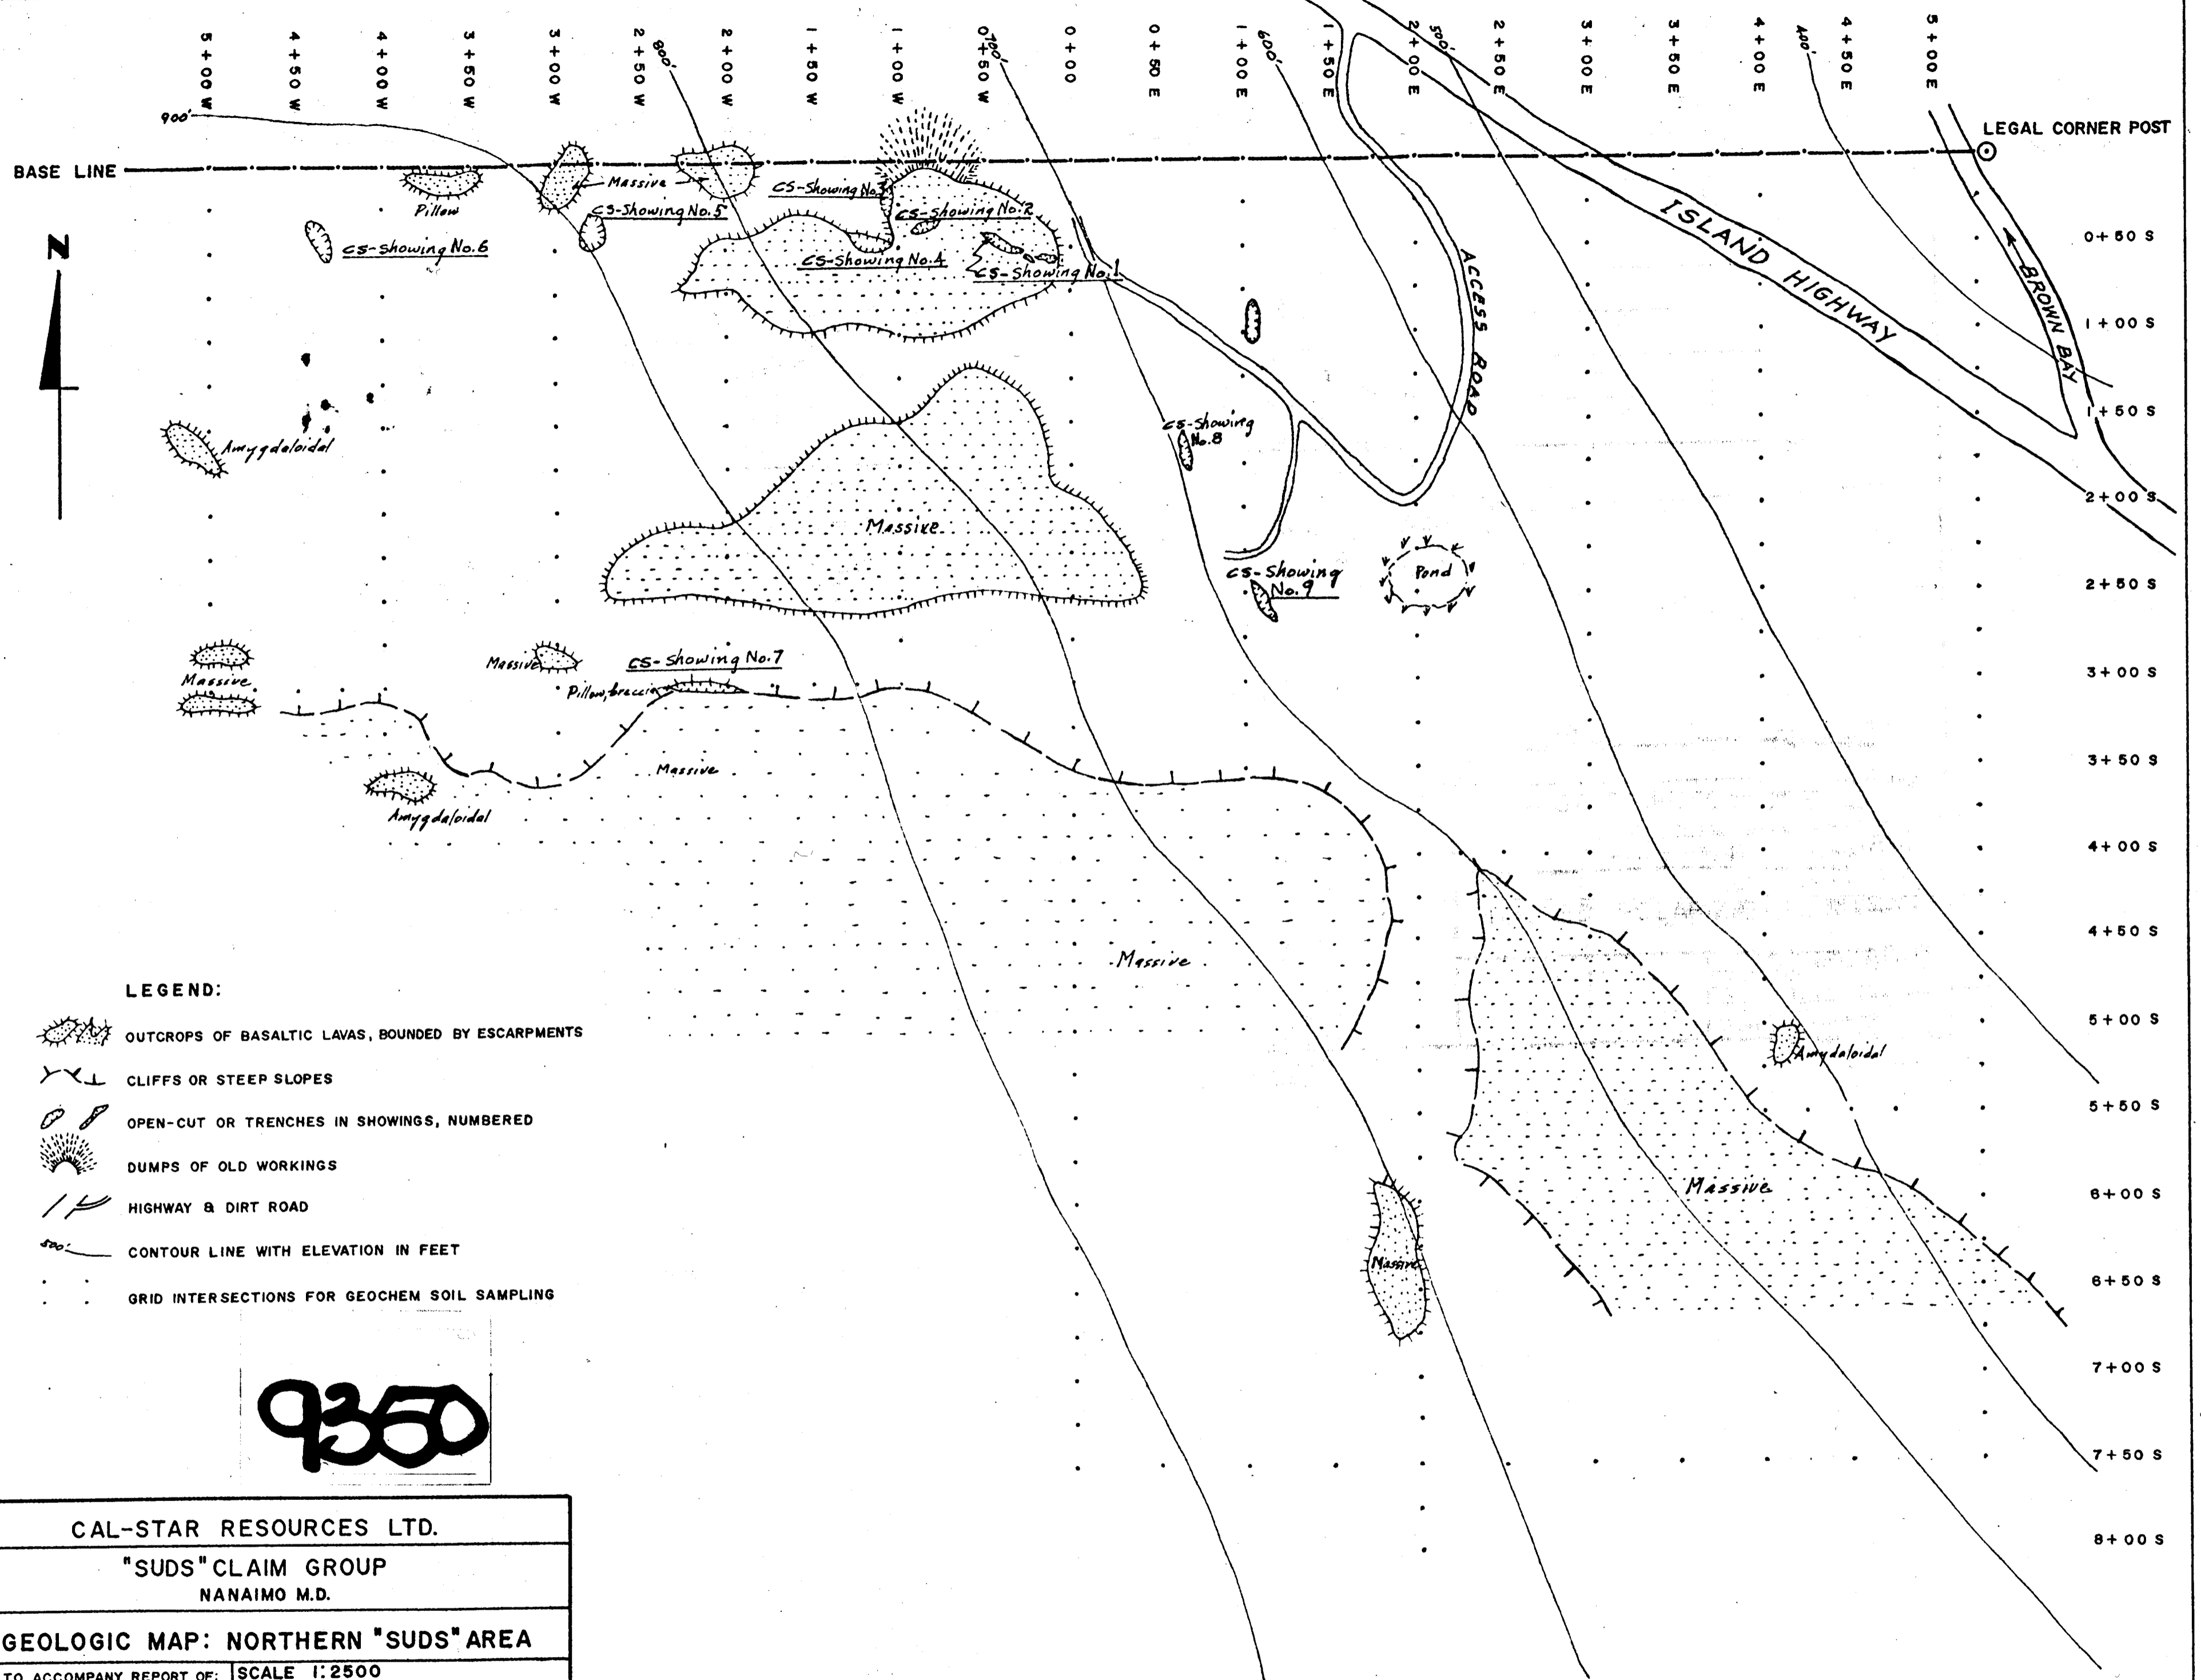 5+00 W
4+50 W
4+00 W
3+50 W
3+00 W
2+50 W
800'
2+00 W
1+50 W
1+00 W
0+50 W
700'
0+00
0+50 E
1+00 E
600'
1+50 E
2+00 E
500'
2+50 E
3+00 E
3+50 E
4+00 E
400'
4+50 E
5+00 E
900'
LEGAL CORNER POST
BASE LINE
Massive
Pillow
CS-Showing No.3
CS-Showing No.5
CS-Showing No.2
CS-Showing No.6
CS-Showing No.4
CS-Showing No.1
N
ACCESS ROAD
ISLAND HIGHWAY
BROWN BAY
0+50 S
1+00 S
1+50 S
2+00 S
2+50 S
3+00 S
3+50 S
4+00 S
4+50 S
5+00 S
5+50 S
6+00 S
6+50 S
7+00 S
7+50 S
8+00 S
Amygdaloidal
CS-Showing
No.8
Massive
CS-Showing
No.9
Pond
Massive
Massive
CS-Showing No.7
Pillow, breccia
Massive
Amygdaloidal
Massive
Amydaloidal
Massive
Massive
LEGEND:
OUTCROPS OF BASALTIC LAVAS, BOUNDED BY ESCARPMENTS
CLIFFS OR STEEP SLOPES
OPEN-CUT OR TRENCHES IN SHOWINGS, NUMBERED
DUMPS OF OLD WORKINGS
HIGHWAY & DIRT ROAD
500' CONTOUR LINE WITH ELEVATION IN FEET
GRID INTERSECTIONS FOR GEOCHEM SOIL SAMPLING
9350
CAL-STAR RESOURCES LTD.
"SUDS" CLAIM GROUP
NANAIMO M.D.
GEOLOGIC MAP: NORTHERN "SUDS" AREA
TO ACCOMPANY REPORT OF:
SCALE 1:2500